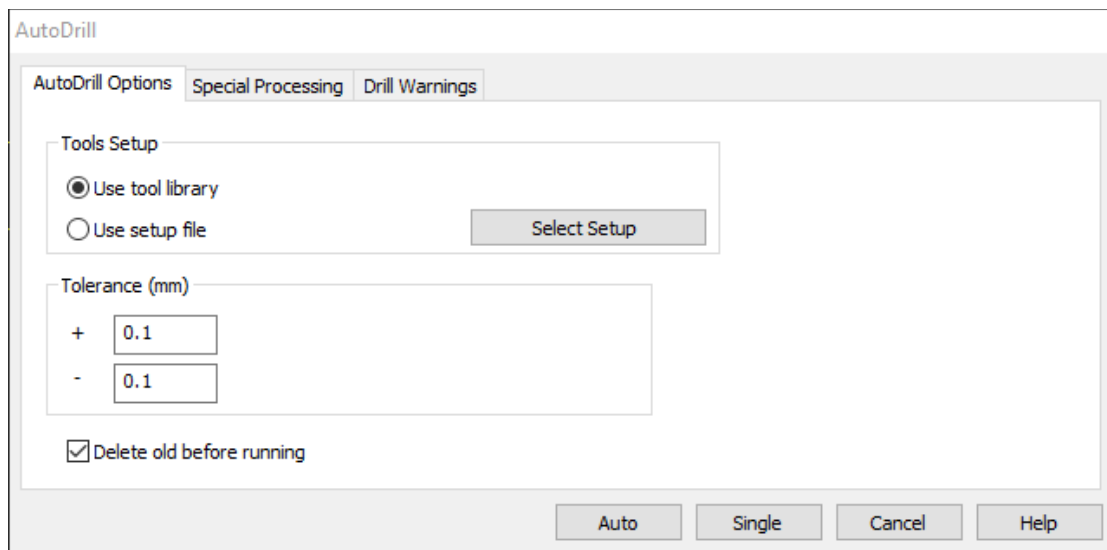 AutoDrill
AutoDrill Options Special Processing Drill Warnings
Tools Setup
Use tool library
Use setup file Select Setup
Tolerance (mm)
+ 0.1
- 0.1
Delete old before running
Auto Single Cancel Help